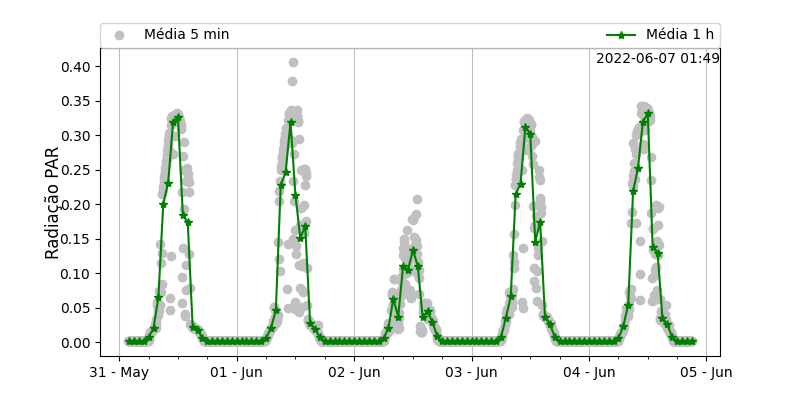 Média 5 min
Média 1 h
2022-06-07 01:49
Radiação PAR
0.40
0.35
0.30
0.25
0.20
0.15
0.10
0.05
0.00
31 - May
01 - Jun
02 - Jun
03 - Jun
04 - Jun
05 - Jun